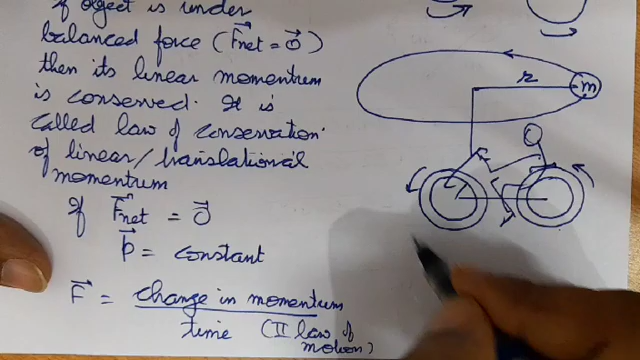 If object is under
balanced force (F⃗net = 0⃗)
then its linear momentum
is conserved. It is
called law of conservation
of linear/translational
momentum
If F⃗net = 0⃗
p⃗ = constant
F⃗ = change in momentum
time (II law of
motion)
r
m